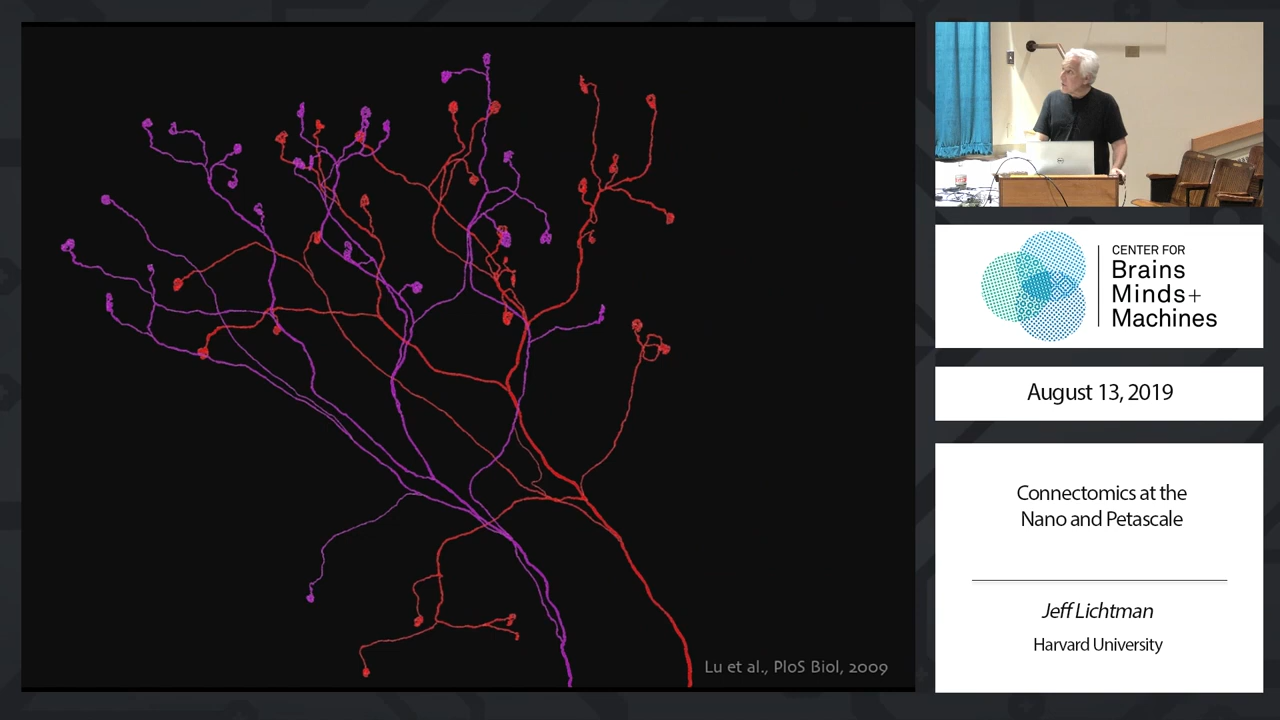 Lu et al., PloS Biol, 2009
CENTER FOR
Brains
Minds+
Machines
August 13, 2019
Connectomics at the
Nano and Petascale
Jeff Lichtman
Harvard University